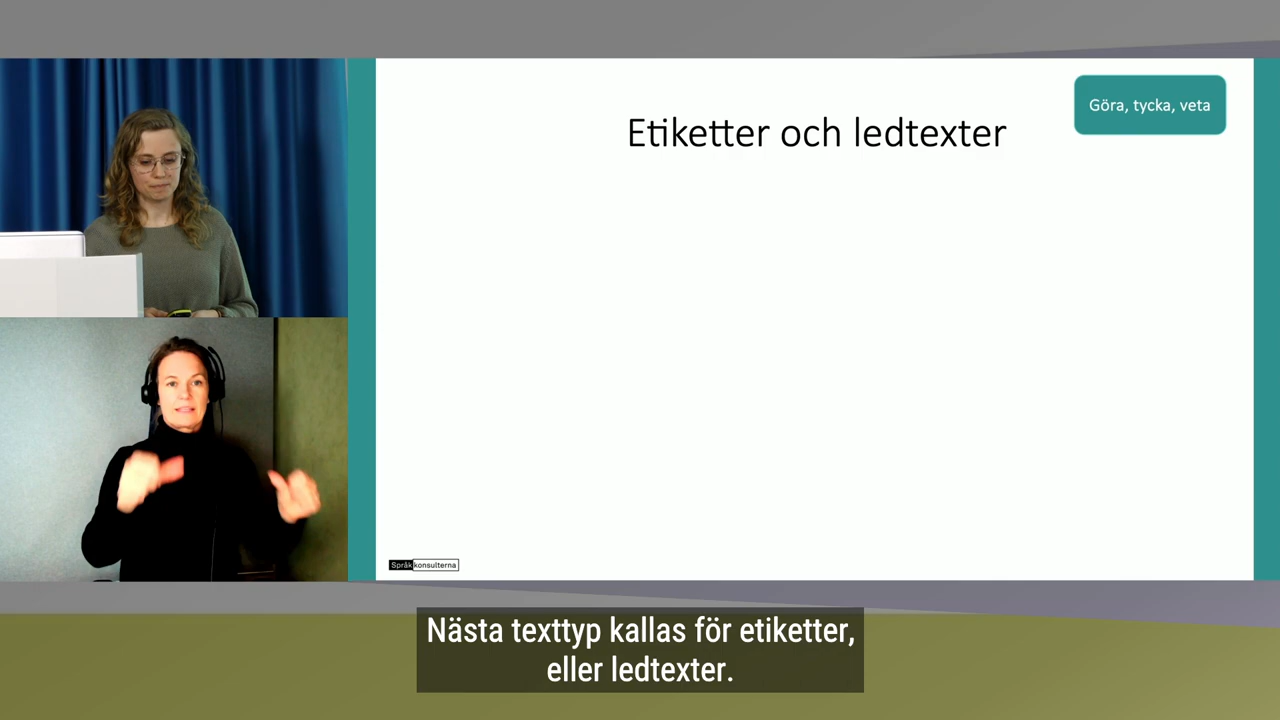 Göra, tycka, veta
Etiketter och ledtexter
Språkkonsulterna
Nästa texttyp kallas för etiketter,
eller ledtexter.